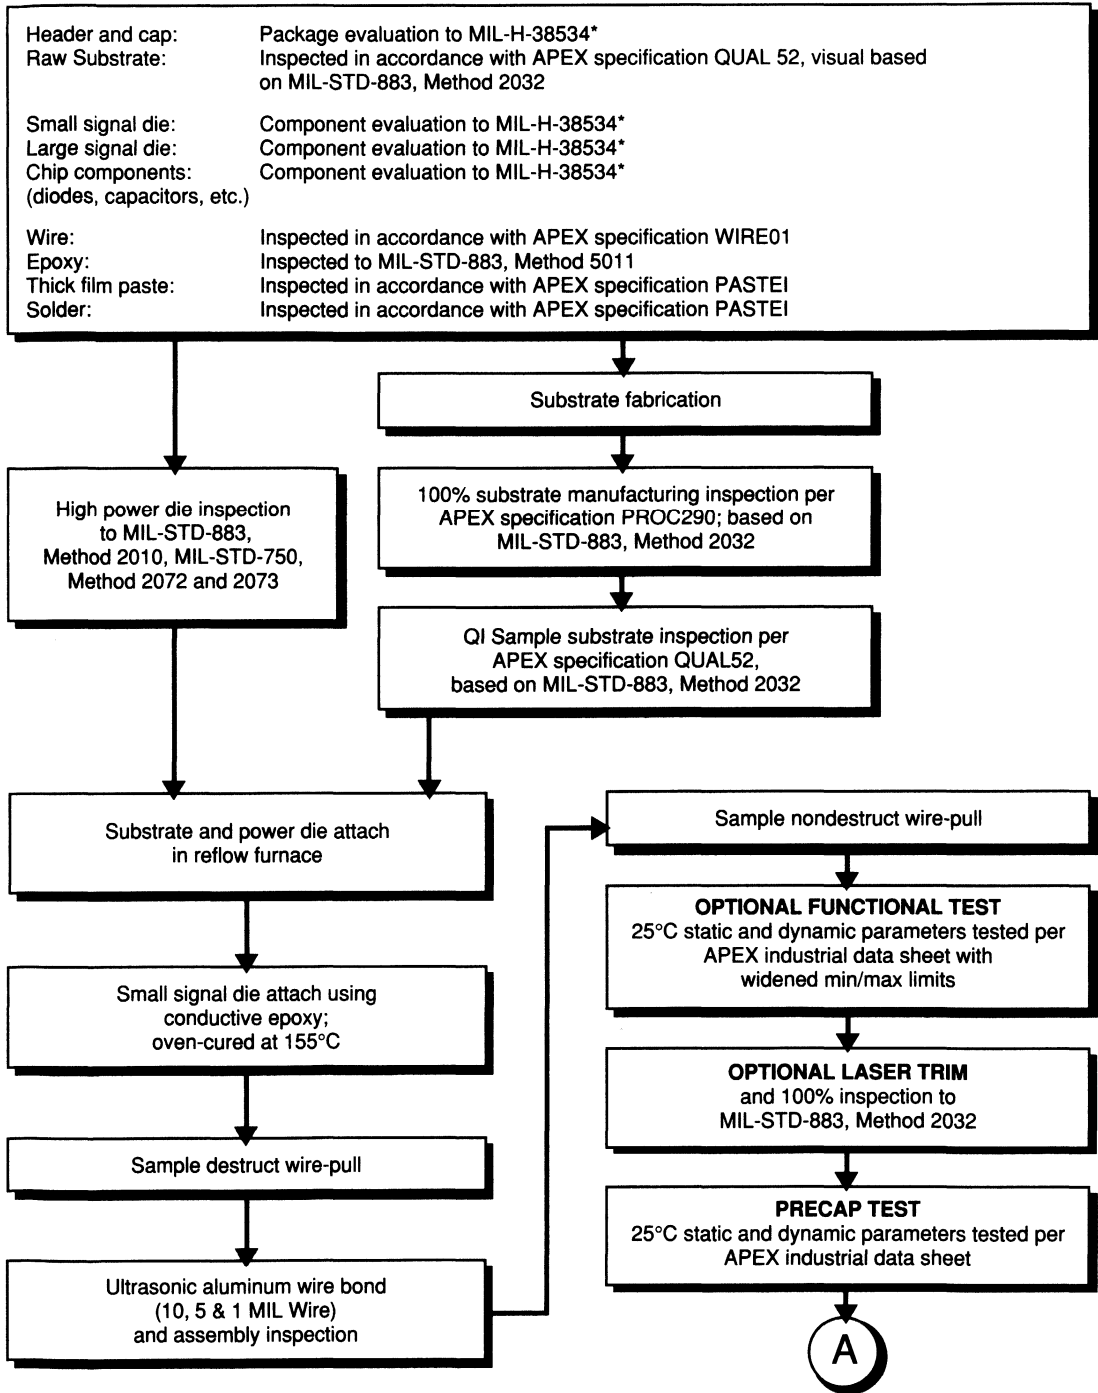 Header and cap: Package evaluation to MIL-H-38534*
Raw Substrate: Inspected in accordance with APEX specification QUAL 52, visual based
on MIL-STD-883, Method 2032
Small signal die: Component evaluation to MIL-H-38534*
Large signal die: Component evaluation to MIL-H-38534*
Chip components: Component evaluation to MIL-H-38534*
(diodes, capacitors, etc.)
Wire: Inspected in accordance with APEX specification WIRE01
Epoxy: Inspected to MIL-STD-883, Method 5011
Thick film paste: Inspected in accordance with APEX specification PASTEI
Solder: Inspected in accordance with APEX specification PASTEI
Substrate fabrication
100% substrate manufacturing inspection per
APEX specification PROC290; based on
MIL-STD-883, Method 2032
High power die inspection
to MIL-STD-883,
Method 2010, MIL-STD-750,
Method 2072 and 2073
QI Sample substrate inspection per
APEX specification QUAL52,
based on MIL-STD-883, Method 2032
Substrate and power die attach
in reflow furnace
Small signal die attach using
conductive epoxy;
oven-cured at 155°C
Sample destruct wire-pull
Ultrasonic aluminum wire bond
(10, 5 & 1 MIL Wire)
and assembly inspection
Sample nondestruct wire-pull
OPTIONAL FUNCTIONAL TEST
25°C static and dynamic parameters tested per
APEX industrial data sheet with
widened min/max limits
OPTIONAL LASER TRIM
and 100% inspection to
MIL-STD-883, Method 2032
PRECAP TEST
25°C static and dynamic parameters tested per
APEX industrial data sheet
A